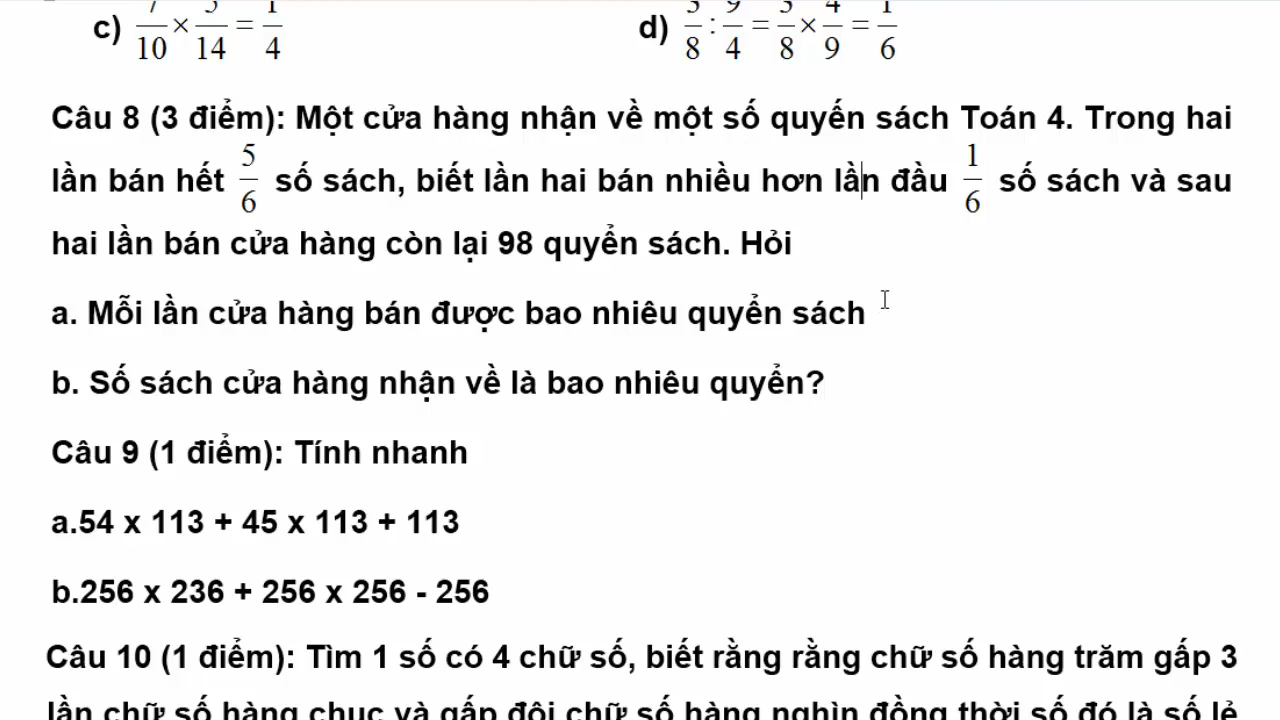 c) 7/10 × 5/14 = 1/4 d) 3/8 : 9/4 = 3/8 × 4/9 = 1/6
Câu 8 (3 điểm): Một cửa hàng nhận về một số quyến sách Toán 4. Trong hai
lần bán hết 5/6 số sách, biết lần hai bán nhiều hơn lần đầu 1/6 số sách và sau
hai lần bán cửa hàng còn lại 98 quyển sách. Hỏi
a. Mỗi lần cửa hàng bán được bao nhiêu quyển sách
b. Số sách cửa hàng nhận về là bao nhiêu quyển?
Câu 9 (1 điểm): Tính nhanh
a.54 x 113 + 45 x 113 + 113
b.256 x 236 + 256 x 256 - 256
Câu 10 (1 điểm): Tìm 1 số có 4 chữ số, biết rằng rằng chữ số hàng trăm gấp 3
lần chữ số hàng chục và gấp đôi chữ số hàng nghìn đồng thời số đó là số lẻ